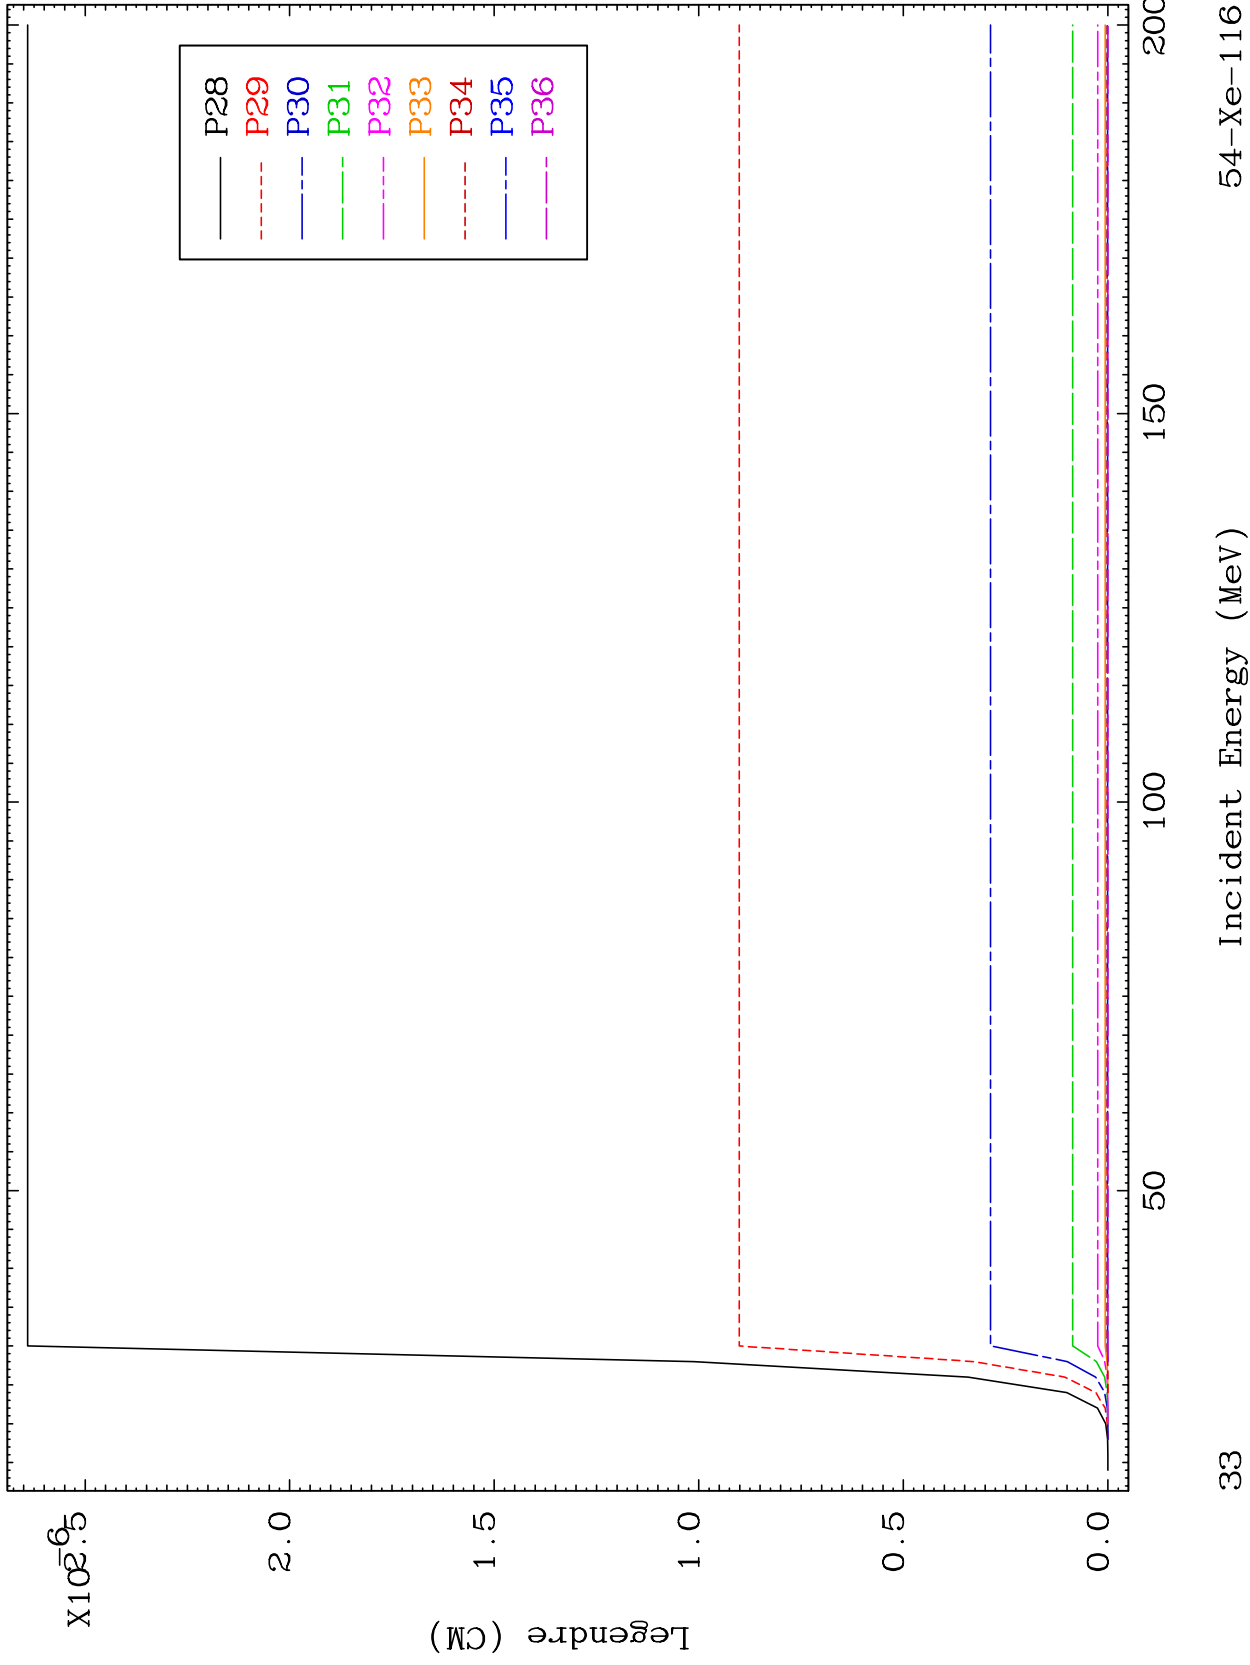 X10-6
2.5
2.0
1.5
1.0
0.5
0.0
Legendre (CM)
P28
P29
P30
P31
P32
P33
P34
P35
P36
50
100
150
200
33
Incident Energy (MeV)
54-Xe-116